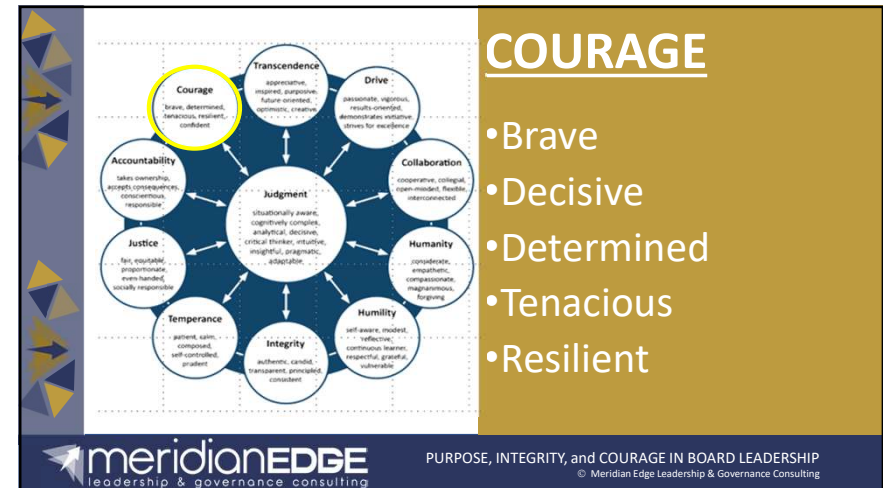 COURAGE
•Brave
•Decisive
•Determined
•Tenacious
•Resilient
Transcendence
appreciative,
inspired, purposive,
future-oriented,
optimistic, creative
Drive
passionate, vigorous,
results-oriented,
demonstrates initiative,
strives for excellence
Collaboration
cooperative, collegial,
open-minded, flexible,
interconnected
Humanity
considerate,
empathetic,
compassionate,
magnanimous,
forgiving
Humility
self-aware, modest,
reflective,
continuous learner,
respectful, grateful,
vulnerable
Integrity
authentic, candid,
transparent, principled,
consistent
Temperance
patient, calm,
composed,
self-controlled,
prudent
Justice
fair, equitable,
proportionate,
even-handed,
socially responsible
Accountability
takes ownership,
accepts consequences,
conscientious,
responsible
Courage
brave, determined,
tenacious, resilient,
confident
Judgment
situationally aware,
cognitively complex,
analytical, decisive,
critical thinker, intuitive,
insightful, pragmatic,
adaptable
meridianEDGE
leadership & governance consulting
PURPOSE, INTEGRITY, and COURAGE IN BOARD LEADERSHIP
© Meridian Edge Leadership & Governance Consulting